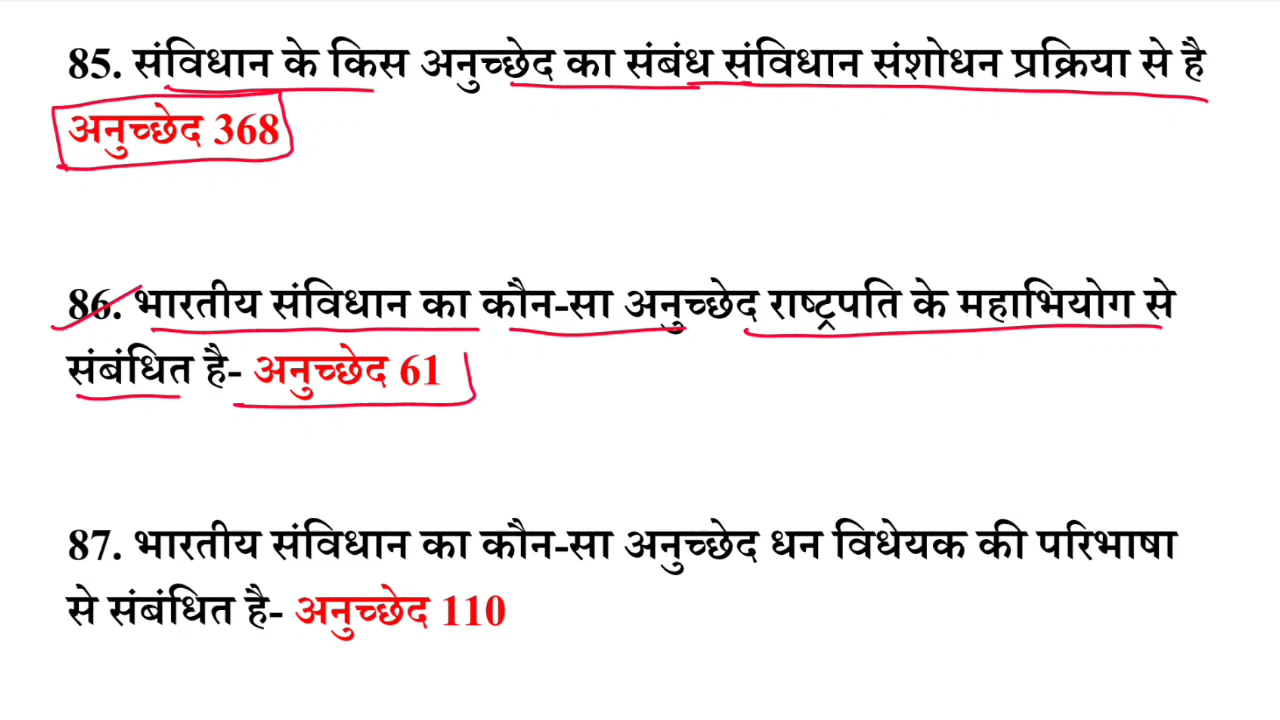 85. संविधान के किस अनुच्छेद का संबंध संविधान संशोधन प्रक्रिया से है
अनुच्छेद 368
86. भारतीय संविधान का कौन-सा अनुच्छेद राष्ट्रपति के महाभियोग से
संबंधित है- अनुच्छेद 61
87. भारतीय संविधान का कौन-सा अनुच्छेद धन विधेयक की परिभाषा
से संबंधित है- अनुच्छेद 110